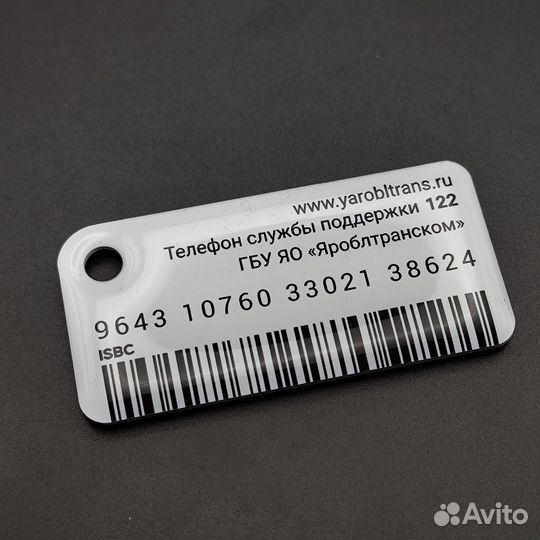 www.yarobltrans.ru
Телефон службы поддержки 122
ГБУ ЯО «Яроблтранском»
9643 10760 33021 38624
ISBC
Avito